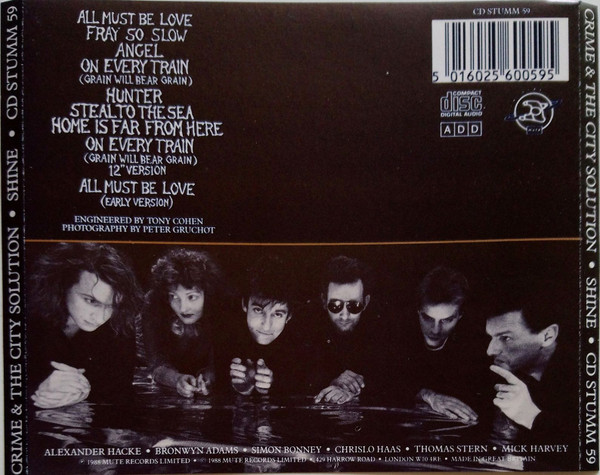 CRIME & THE CITY SOLUTION • SHINE • CD STUMM 59
ALL MUST BE LOVE
FRAY SO SLOW
ANGEL
ON EVERY TRAIN
(GRAIN WILL BEAR GRAIN)
HUNTER
STEAL TO THE SEA
HOME IS FAR FROM HERE
ON EVERY TRAIN
(GRAIN WILL BEAR GRAIN)
12" VERSION
ALL MUST BE LOVE
(EARLY VERSION)
ENGINEERED BY TONY COHEN
PHOTOGRAPHY BY PETER GRUCHOT
CD STUMM 59
5 016025 600595
COMPACT
disc
DIGITAL AUDIO
ADD
ALEXANDER HACKE • BRONWYN ADAMS • SIMON BONNEY • CHRISLO HAAS • THOMAS STERN • MICK HARVEY
1988 MUTE RECORDS LIMITED • 1988 MUTE RECORDS LIMITED • 429 HARROW ROAD • LONDON W10 4RE • MADE IN GREAT BRITAIN
CRIME & THE CITY SOLUTION • SHINE • CD STUMM 59